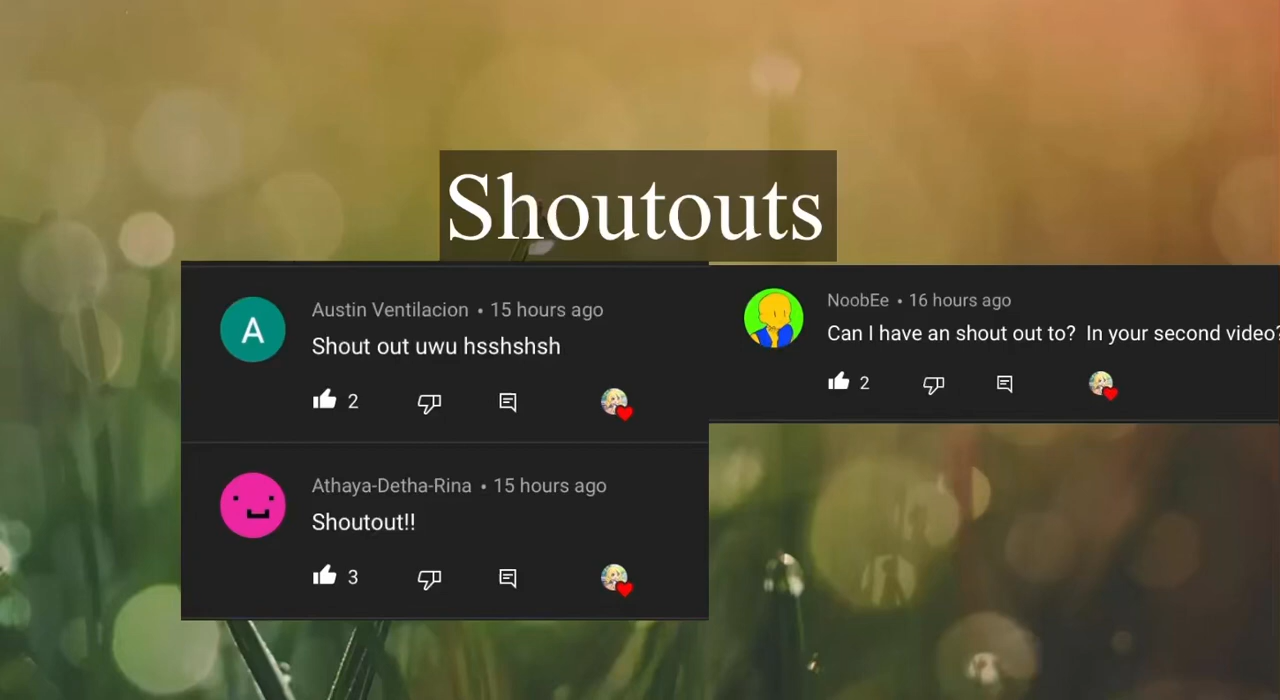 Shoutouts
Austin Ventilacion • 15 hours ago
Shout out uwu hsshshsh
2
Athaya-Detha-Rina • 15 hours ago
Shoutout!!
3
NoobEe • 16 hours ago
Can I have an shout out to? In your second video?
2
A